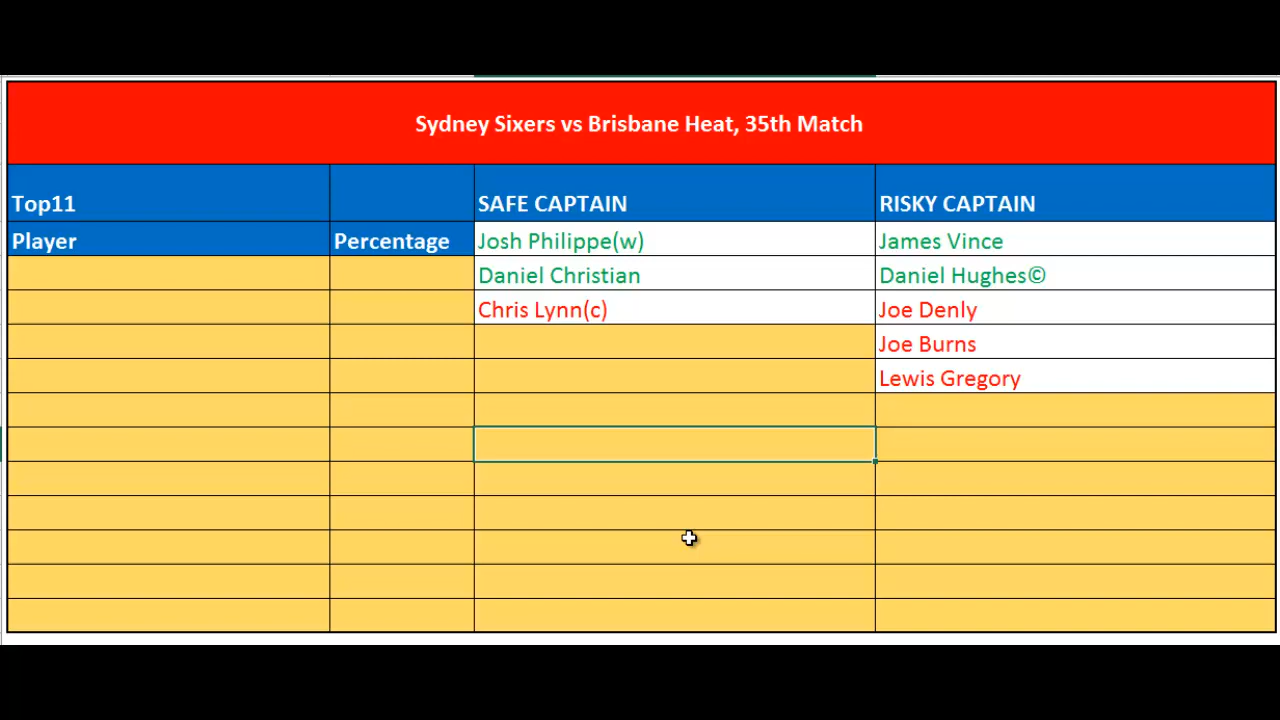 Sydney Sixers vs Brisbane Heat, 35th Match
Top11 SAFE CAPTAIN RISKY CAPTAIN
Player Percentage Josh Philippe(w) James Vince
Daniel Christian Daniel Hughes©
Chris Lynn(c) Joe Denly
Joe Burns
Lewis Gregory